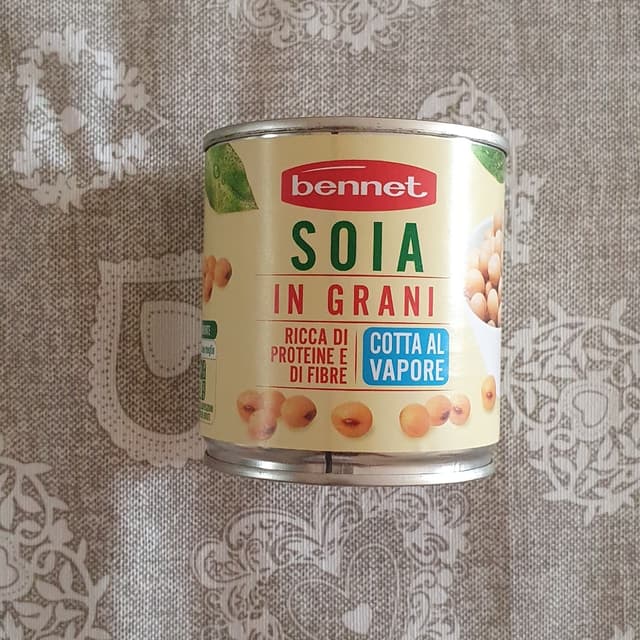 bennet
SOIA
IN GRANI
RICCA DI
PROTEINE E
DI FIBRE
COTTA AL
VAPORE